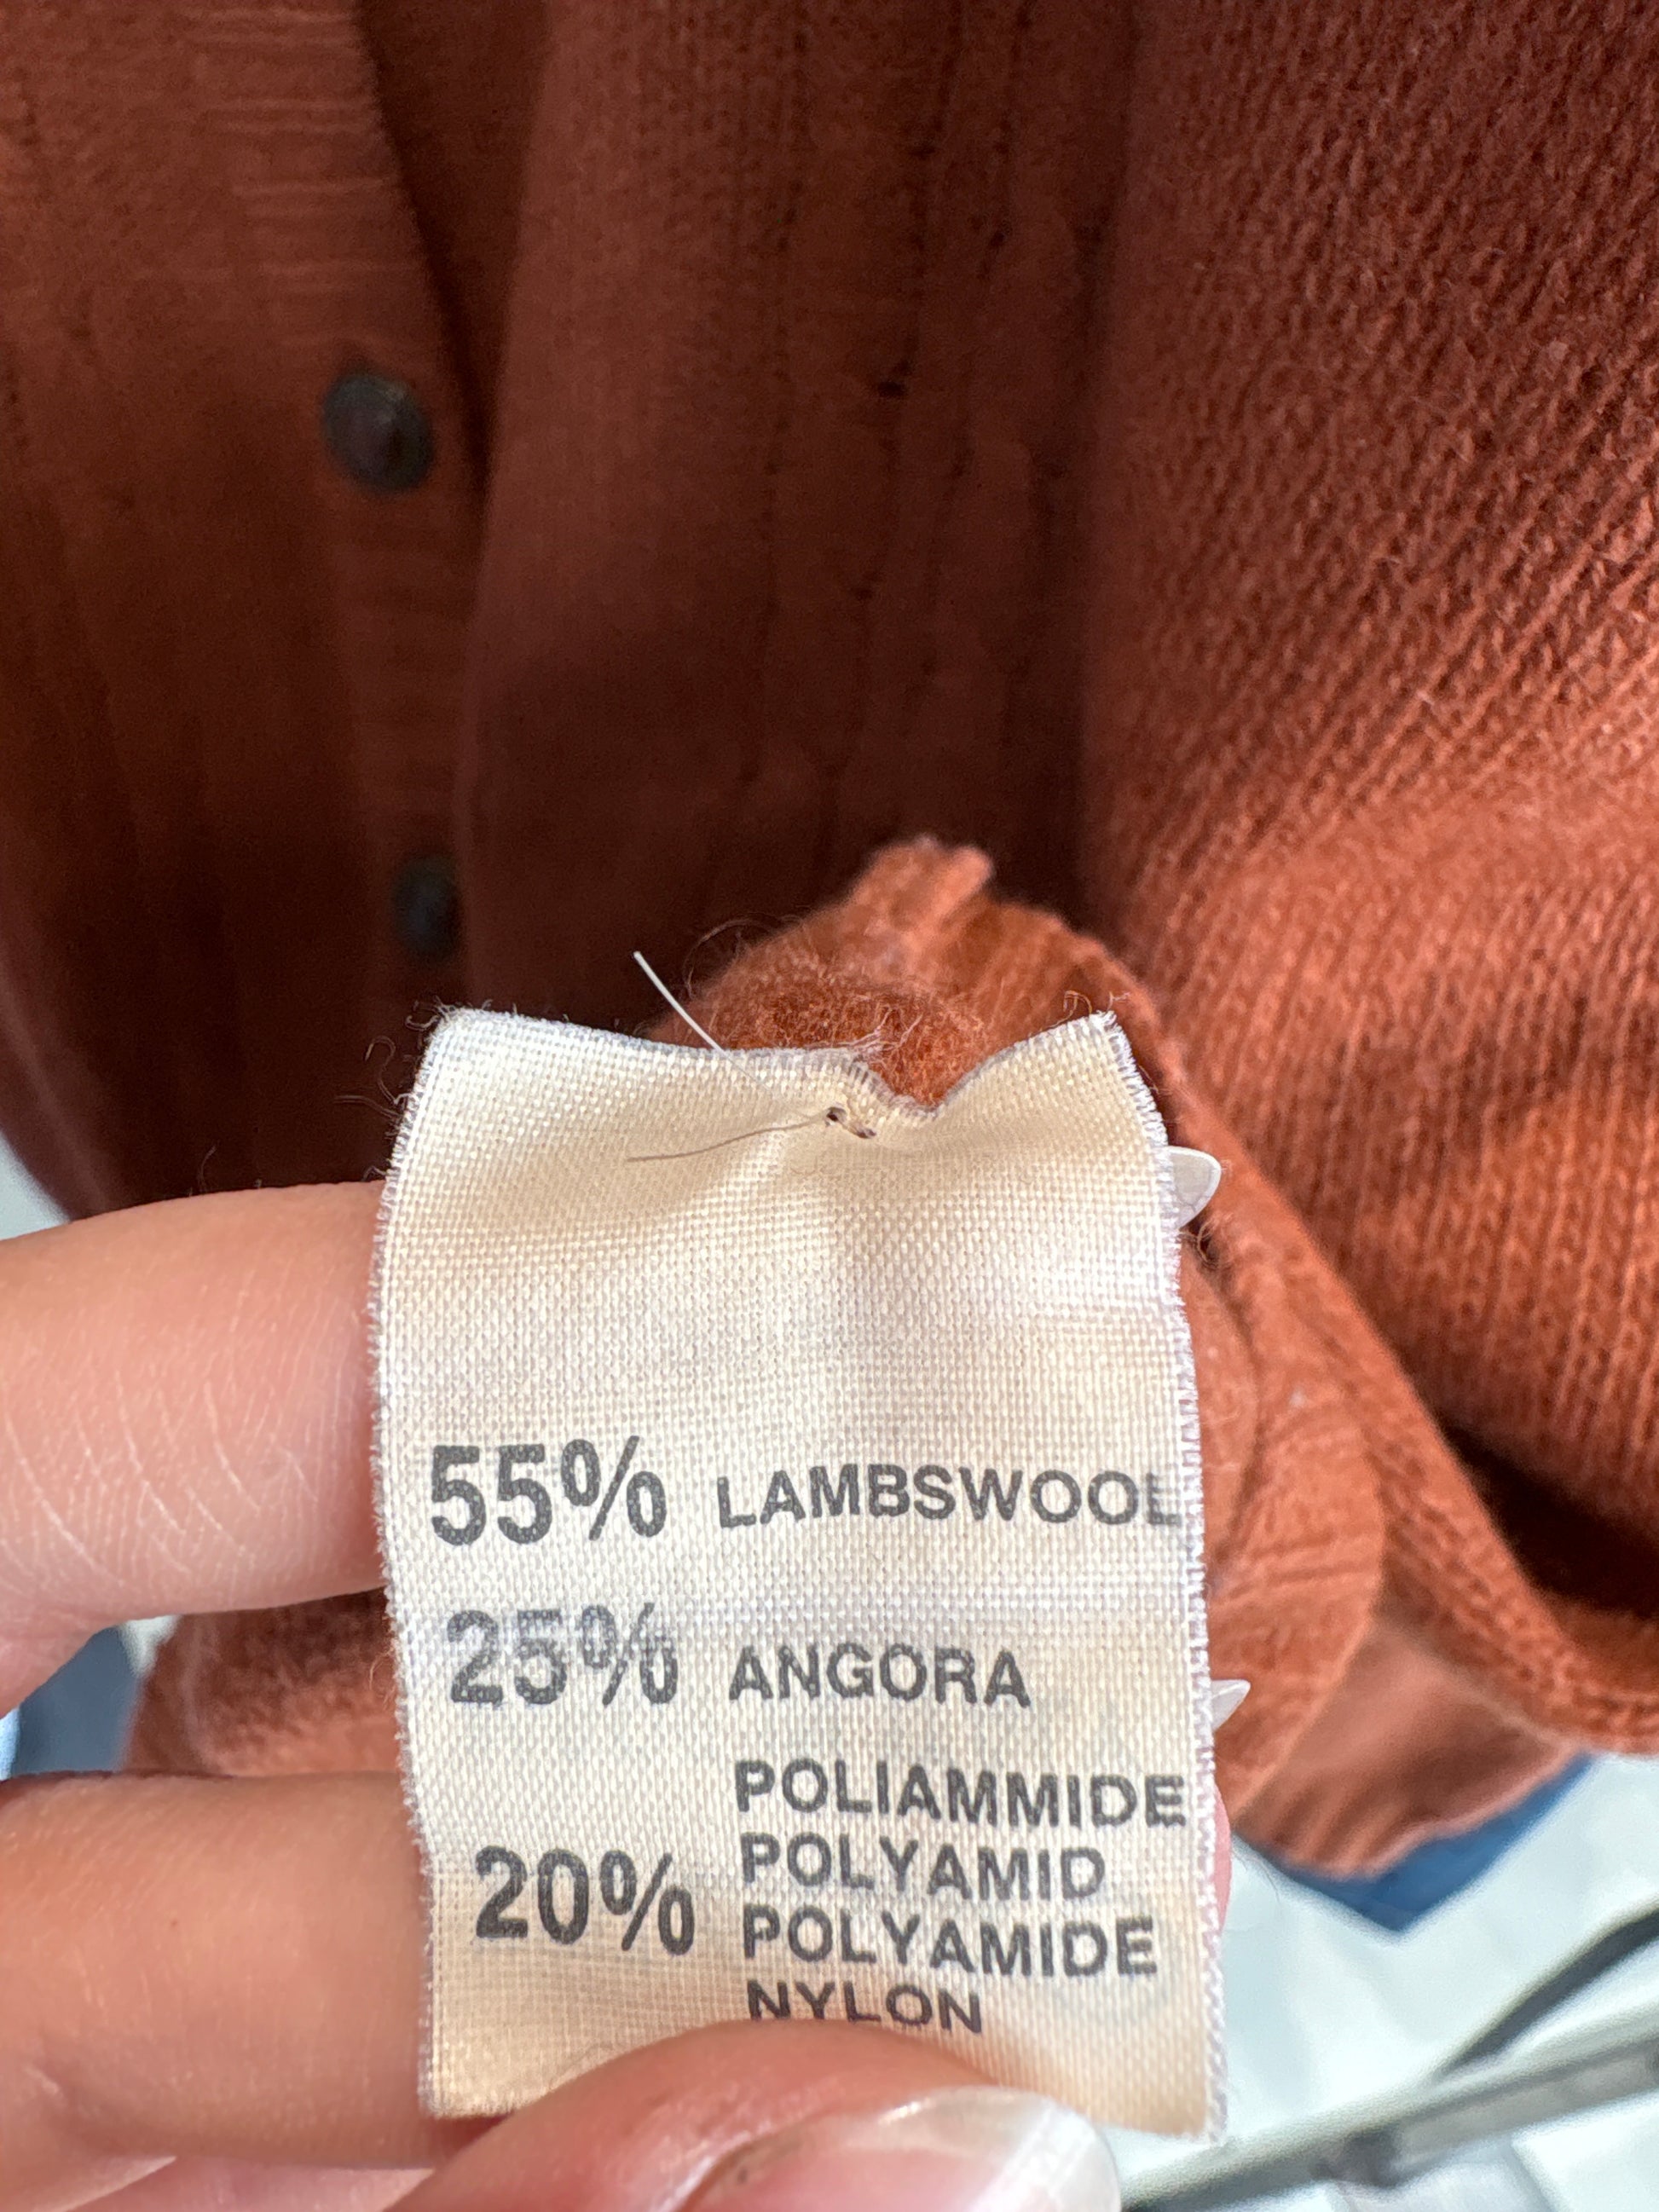 55% LAMBSWOOL
25% ANGORA
POLIAMMIDE
POLYAMID
20% POLYAMIDE
NYLON